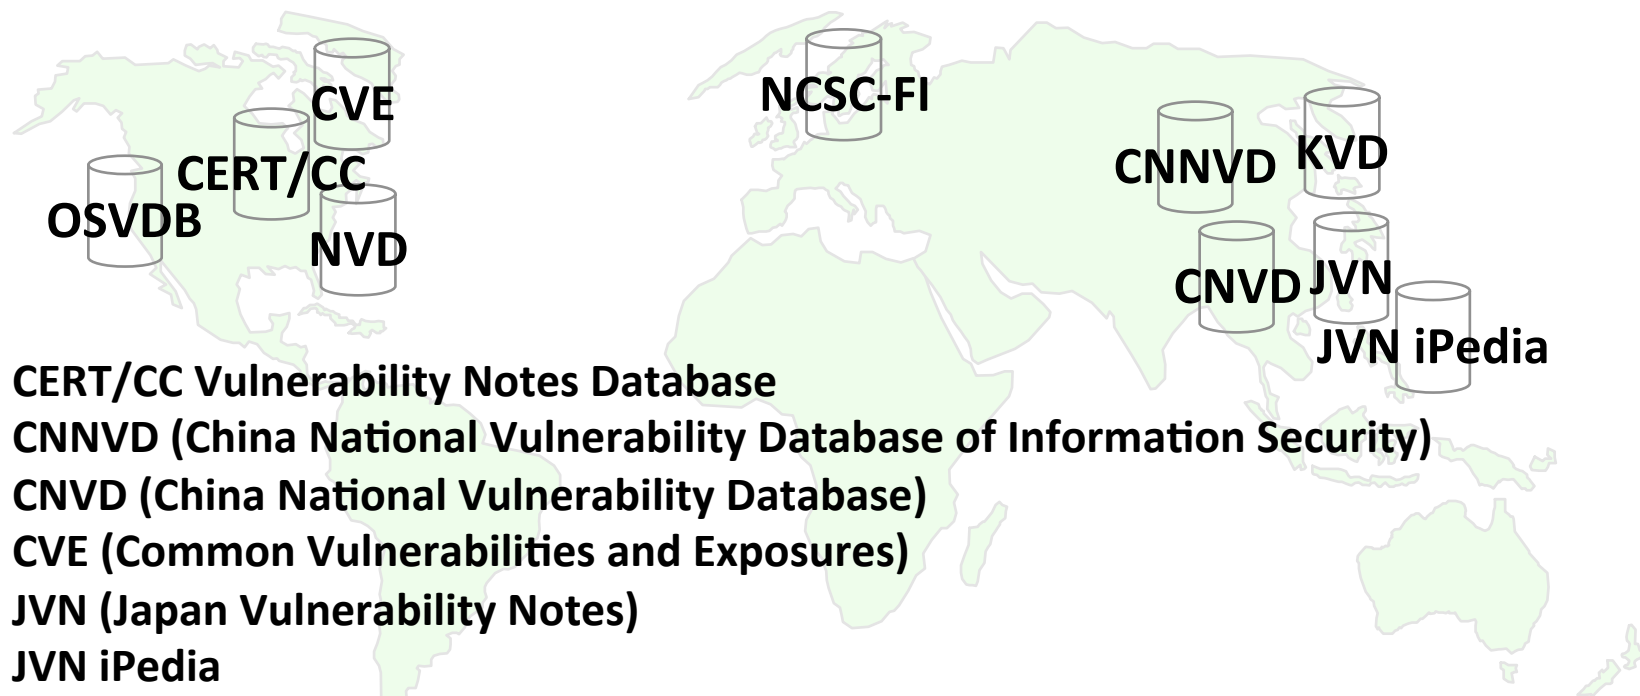 CVE
NCSC-FI
CERT/CC
CNNVD
KVD
OSVDB
NVD
CNVD
JVN
JVN iPedia
CERT/CC Vulnerability Notes Database
CNNVD (China National Vulnerability Database of Information Security)
CNVD (China National Vulnerability Database)
CVE (Common Vulnerabilities and Exposures)
JVN (Japan Vulnerability Notes)
JVN iPedia